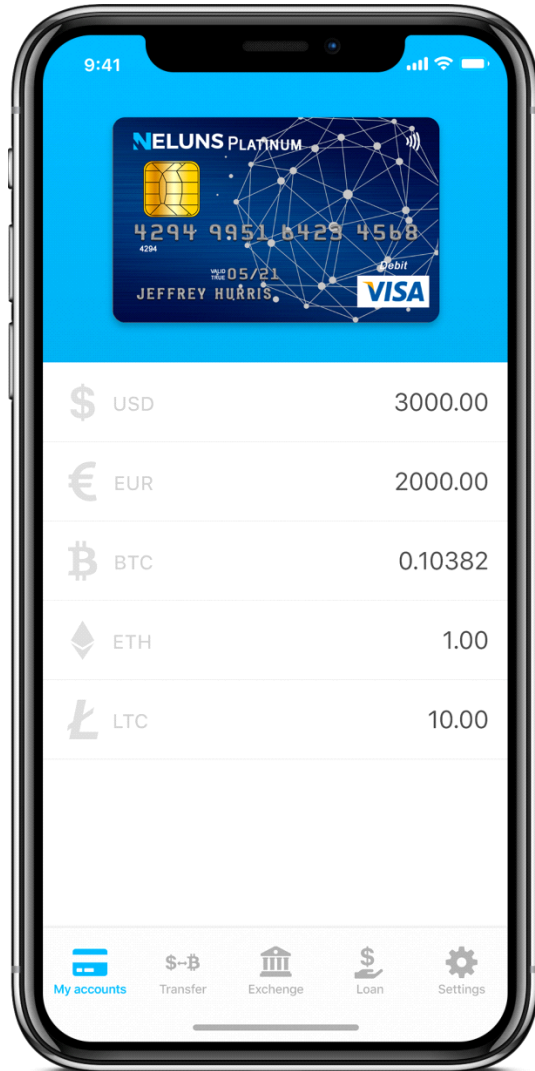 9:41
NELUNS PLATINUM
4294 9951 6423 4568
4294
VALID THRU 05/21
Debit
JEFFREY HURRIS
VISA
$ USD 3000.00
€ EUR 2000.00
₿ BTC 0.10382
ETH 1.00
Ł LTC 10.00
$↔₿
$
My accounts Transfer Exchenge Loan Settings